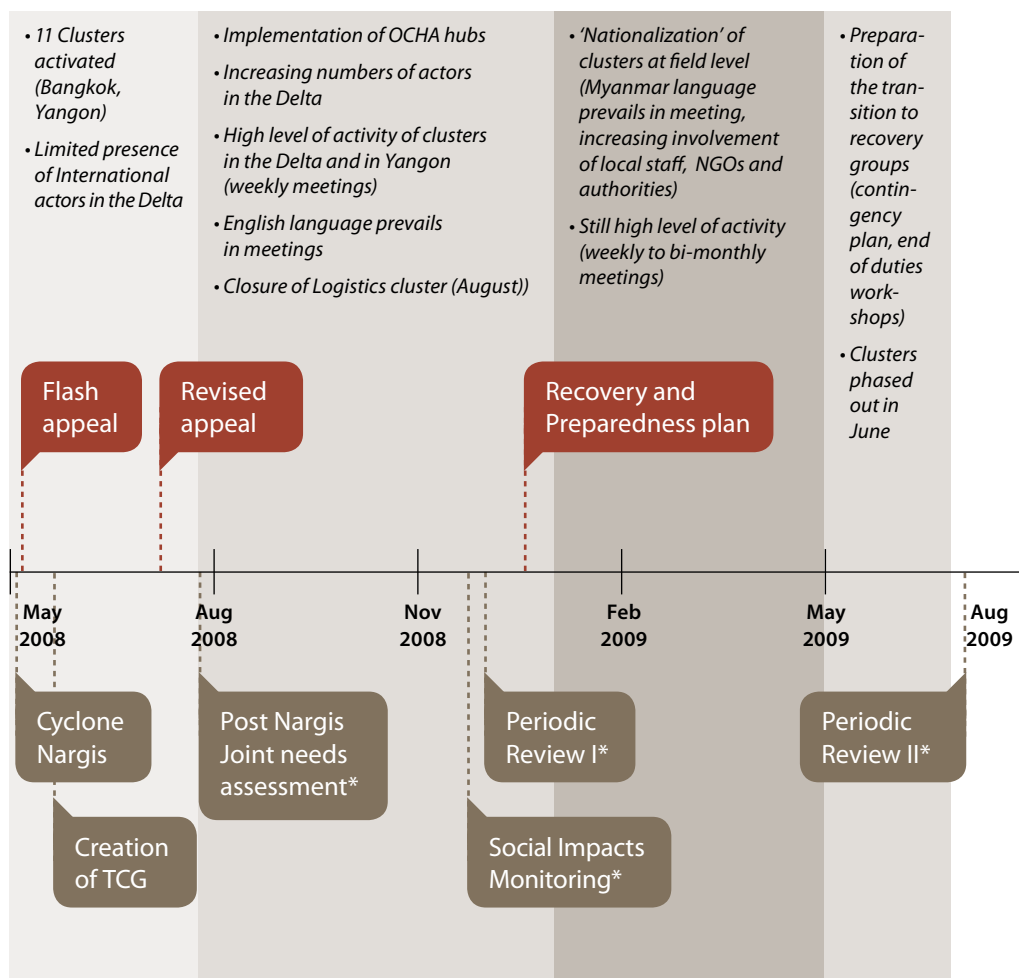 • 11 Clusters
activated
(Bangkok,
Yangon)
• Limited presence
of International
actors in the Delta
• Implementation of OCHA hubs
• Increasing numbers of actors
in the Delta
• High level of activity of clusters
in the Delta and in Yangon
(weekly meetings)
• English language prevails
in meetings
• Closure of Logistics cluster (August))
• ‘Nationalization’ of
clusters at field level
(Myanmar language
prevails in meeting,
increasing involvement
of local staff, NGOs and
authorities)
• Still high level of activity
(weekly to bi-monthly
meetings)
• Prepara-
tion of
the tran-
sition to
recovery
groups
(contin-
gency
plan, end
of duties
work-
shops)
• Clusters
phased
out in
June
Flash
appeal
Revised
appeal
Recovery and
Preparedness plan
May
2008
Aug
2008
Nov
2008
Feb
2009
May
2009
Aug
2009
Cyclone
Nargis
Post Nargis
Joint needs
assessment*
Periodic
Review I*
Periodic
Review II*
Creation
of TCG
Social Impacts
Monitoring*